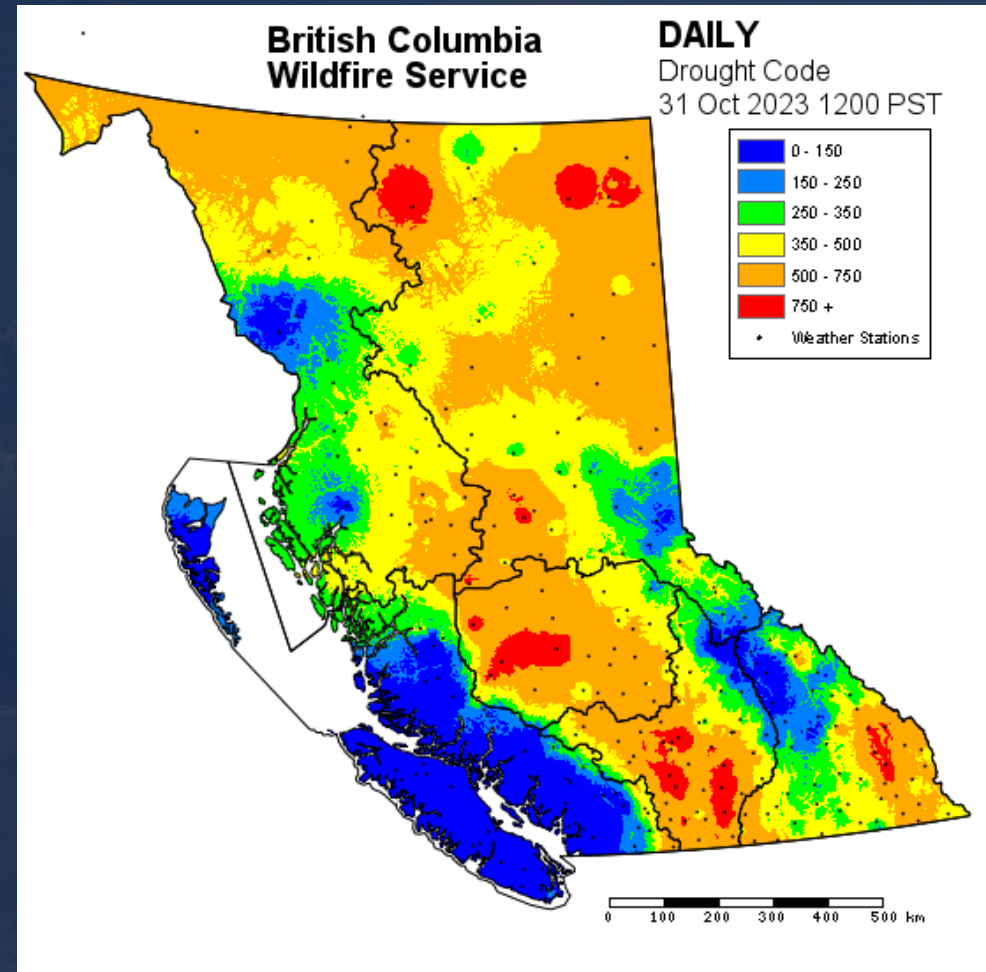 British Columbia
Wildfire Service
DAILY
Drought Code
31 Oct 2023 1200 PST
0 - 150
150 - 250
250 - 350
350 - 500
500 - 750
750 +
Weather Stations
0 100 200 300 400 500 km